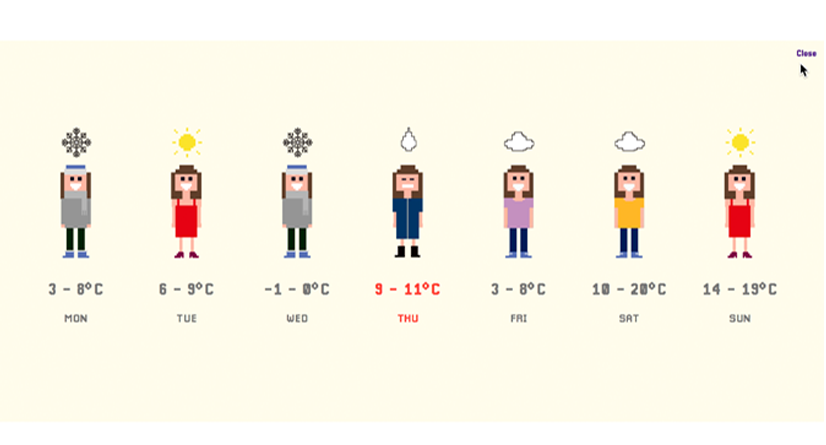 Close
3 - 8°C
6 - 9°C
-1 - 0°C
9 - 11°C
3 - 8°C
10 - 20°C
14 - 19°C
MON
TUE
WED
THU
FRI
SAT
SUN